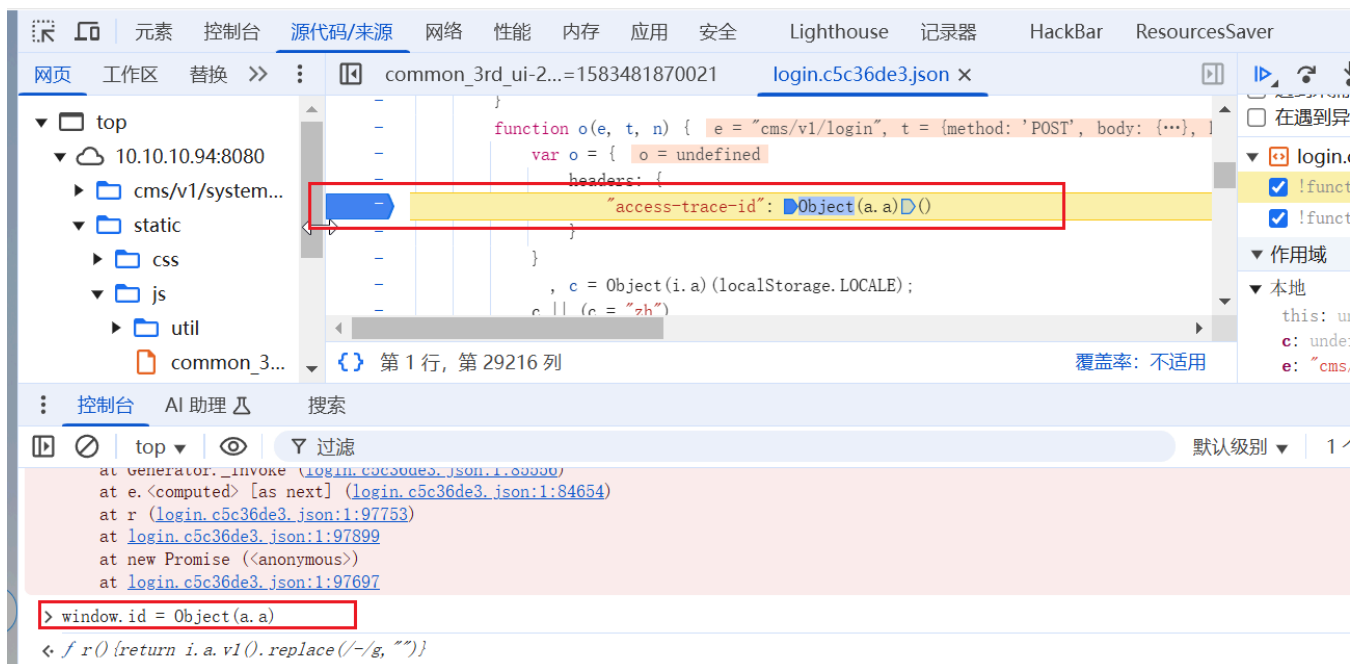 元素 控制台 源代码/来源 网络 性能 内存 应用 安全 Lighthouse 记录器 HackBar ResourcesSaver
网页 工作区 替换 common_3rd_ui-2...=1583481870021 login.c5c36de3.json ×
top
10.10.10.94:8080
cms/v1/system...
static
css
js
util
common_3...
}
function o(e, t, n) { e = "cms/v1/login", t = {method: 'POST', body: {…},
var o = { o = undefined
headers: {
"access-trace-id": Object(a.a)()
}
}
, c = Object(i.a)(localStorage.LOCALE);
c || (c = "zh")
{} 第 1 行，第 29216 列 覆盖率：不适用
在遇到异
login.
!funct
!funct
作用域
本地
this:
c:
e: "cms/
控制台 AI 助理 搜索
top 过滤 默认级别 1
at Generator._invoke (login.c5c36de3.json:1:85556)
at e.<computed> [as next] (login.c5c36de3.json:1:84654)
at r (login.c5c36de3.json:1:97753)
at login.c5c36de3.json:1:97899
at new Promise (<anonymous>)
at login.c5c36de3.json:1:97697
> window.id = Object(a.a)
f r(){return i.a.v1().replace(/-/g,"")}